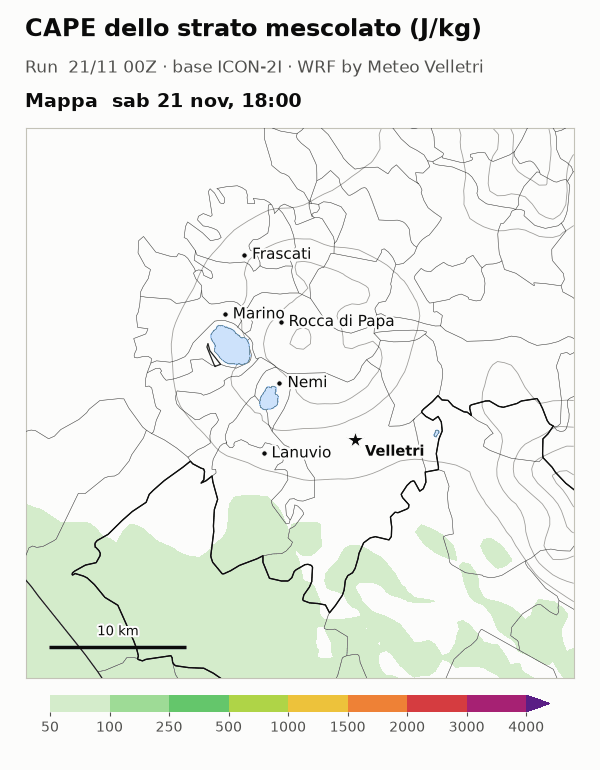 CAPE dello strato mescolato (J/kg)
Run  21/11 00Z · base ICON-2I · WRF by Meteo Velletri
Mappa  sab 21 nov, 18:00
Frascati
Marino
Rocca di Papa
Nemi
Velletri
Lanuvio
10 km
50 100 250 500 1000 1500 2000 3000 4000